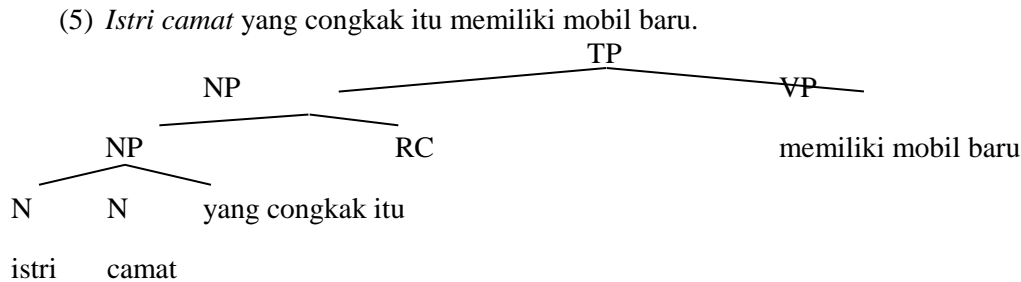 (5) Istri camat yang congkak itu memiliki mobil baru.
TP
NP VP
NP RC memiliki mobil baru
N N yang congkak itu
istri camat